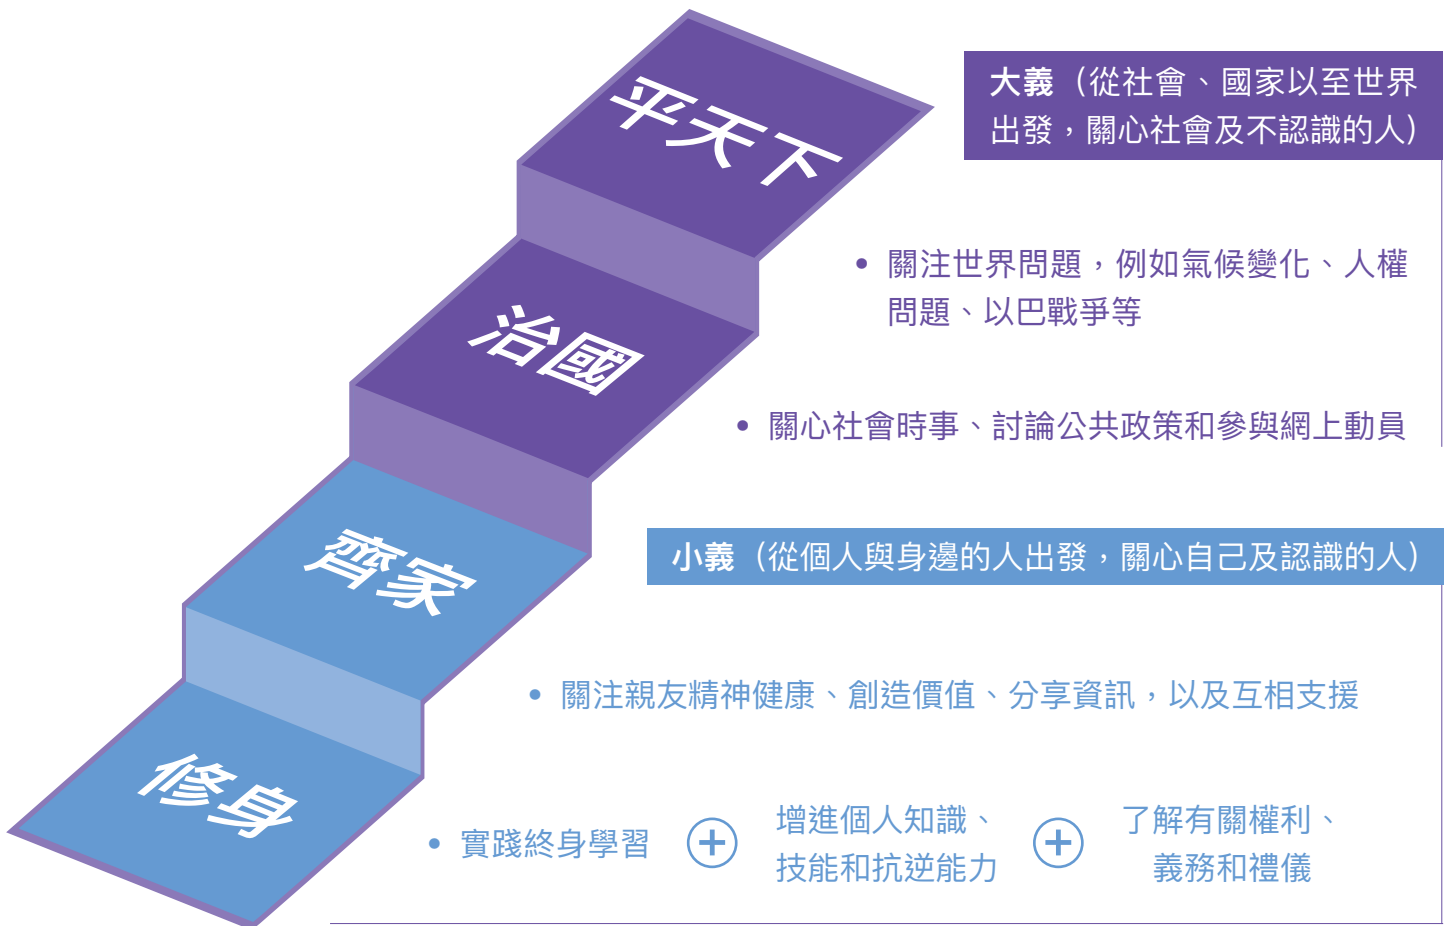 平天下
大義（從社會、國家以至世界
出發，關心社會及不認識的人）
• 關注世界問題，例如氣候變化、人權
問題、以巴戰爭等
治國
• 關心社會時事、討論公共政策和參與網上動員
齊家
小義（從個人與身邊的人出發，關心自己及認識的人）
• 關注親友精神健康、創造價值、分享資訊，以及互相支援
修身
• 實踐終身學習
+
增進個人知識、
技能和抗逆能力
+
了解有關權利、
義務和禮儀